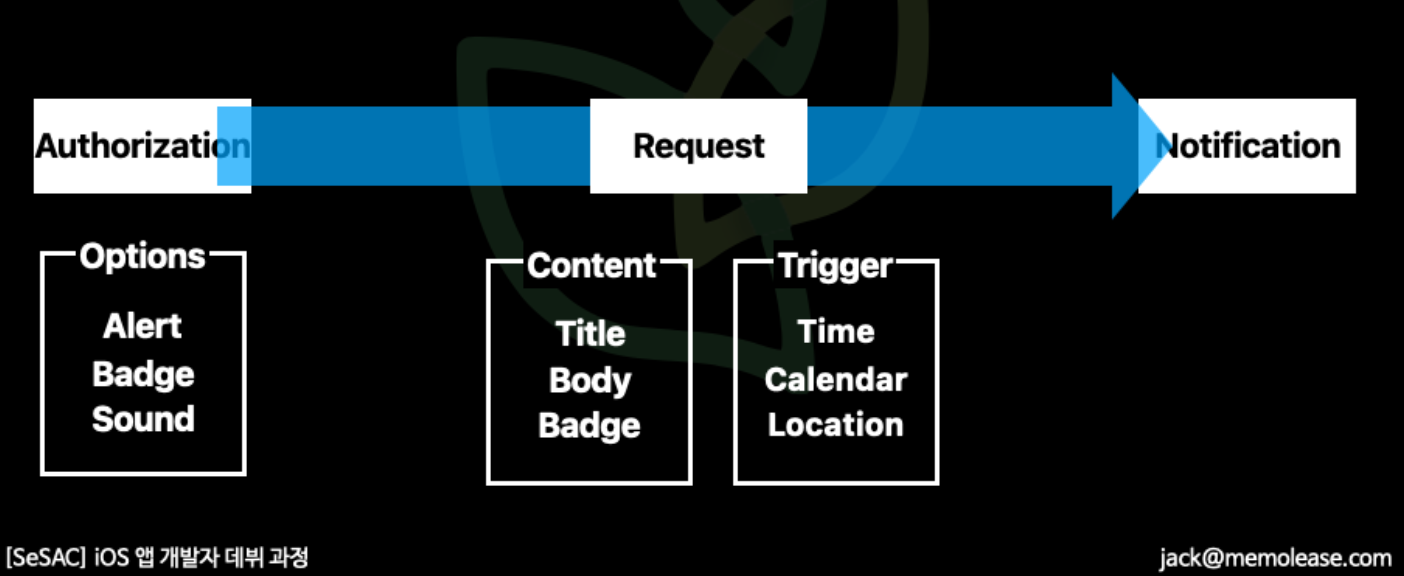 Authorization
Request
Notification
Options
Alert
Badge
Sound
Content
Title
Body
Badge
Trigger
Time
Calendar
Location
[SeSAC] iOS 앱 개발자 데뷔 과정
jack@memolease.com